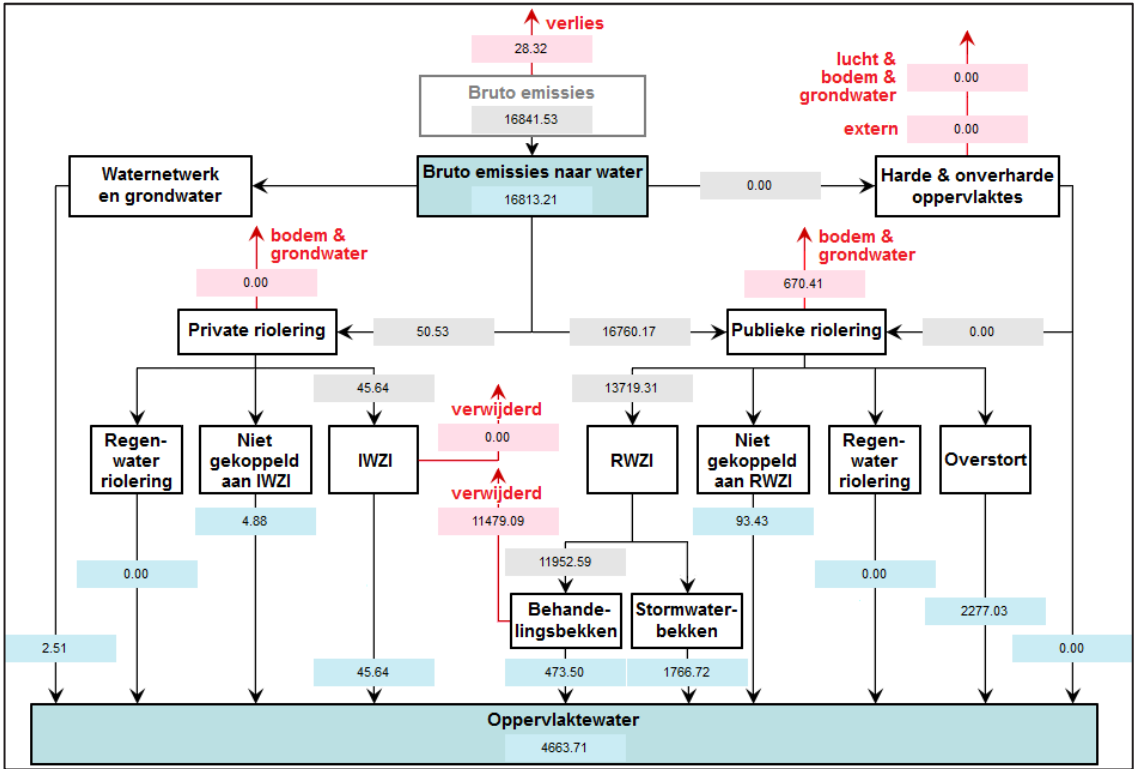 verlies
28.32
Bruto emissies
16841.53
lucht &
bodem &
grondwater
0.00
extern
0.00
Waternetwerk
en grondwater
Bruto emissies naar water
16813.21
0.00
Harde & onverharde
oppervlaktes
bodem &
grondwater
0.00
bodem &
grondwater
670.41
Private riolering
50.53
16760.17
Publieke riolering
0.00
45.64
13719.31
verwijderd
0.00
Regen-
water
riolering
Niet
gekoppeld
aan IWZI
IWZI
RWZI
Niet
gekoppeld
aan RWZI
Regen-
water
riolering
Overstort
verwijderd
11479.09
4.88
93.43
11952.59
0.00
0.00
Behande-
lingsbekken
Stormwater-
bekken
2277.03
2.51
45.64
473.50
1766.72
0.00
Oppervlaktewater
4663.71